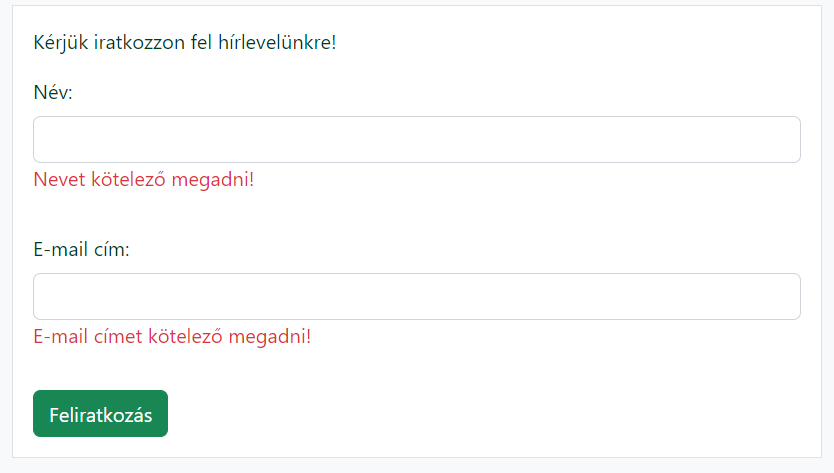 Kérjük iratkozzon fel hírlevelünkre!
Név:
Nevet kötelező megadni!
E-mail cím:
E-mail címet kötelező megadni!
Feliratkozás